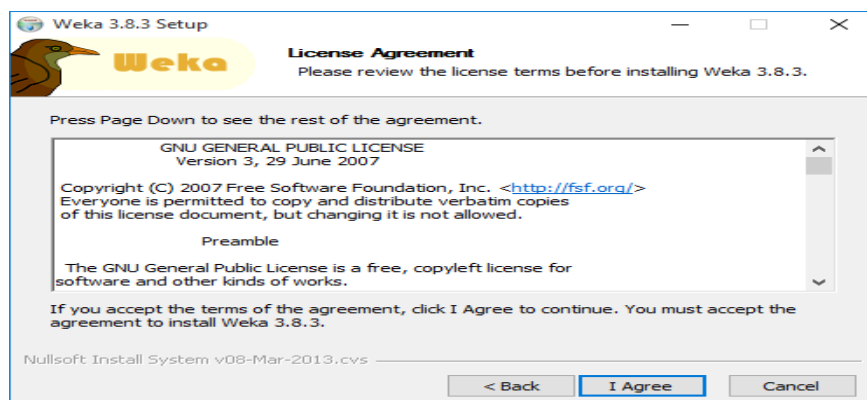 Weka 3.8.3 Setup
Weka
License Agreement
Please review the license terms before installing Weka 3.8.3.
Press Page Down to see the rest of the agreement.
GNU GENERAL PUBLIC LICENSE
Version 3, 29 June 2007
Copyright (C) 2007 Free Software Foundation, Inc. <http://fsf.org/>
Everyone is permitted to copy and distribute verbatim copies
of this license document, but changing it is not allowed.
Preamble
The GNU General Public License is a free, copyleft license for
software and other kinds of works.
If you accept the terms of the agreement, click I Agree to continue. You must accept the
agreement to install Weka 3.8.3.
Nullsoft Install System v08-Mar-2013.cvs
< Back I Agree Cancel